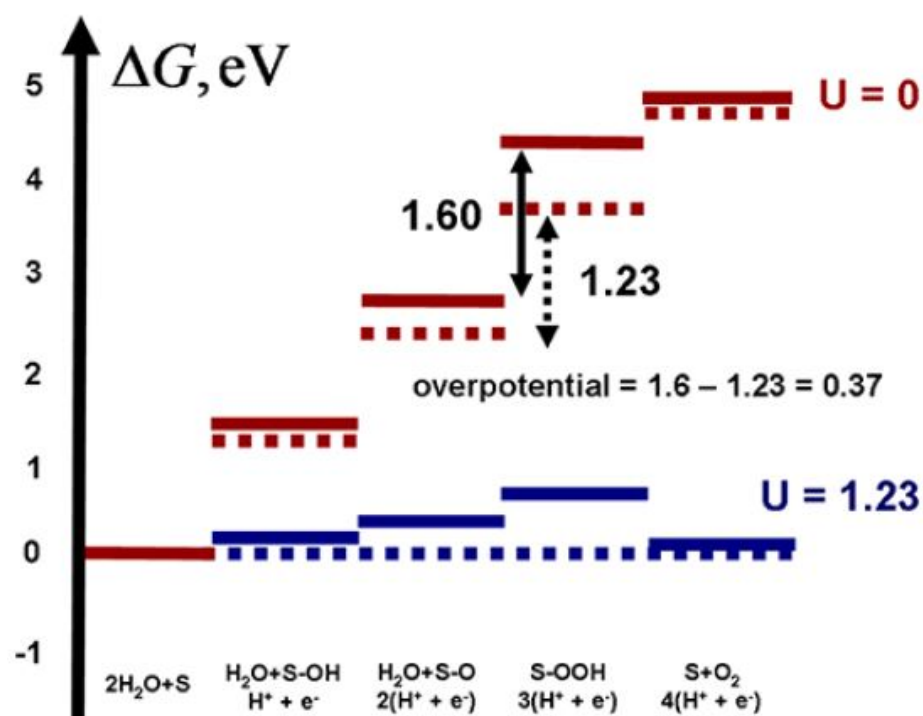 ΔG, eV
5
4
3
2
1
0
-1
U = 0
1.60
1.23
overpotential = 1.6 – 1.23 = 0.37
U = 1.23
2H₂O+S
H₂O+S-OH
H⁺ + e⁻
H₂O+S-O
2(H⁺ + e⁻)
S-OOH
3(H⁺ + e⁻)
S+O₂
4(H⁺ + e⁻)